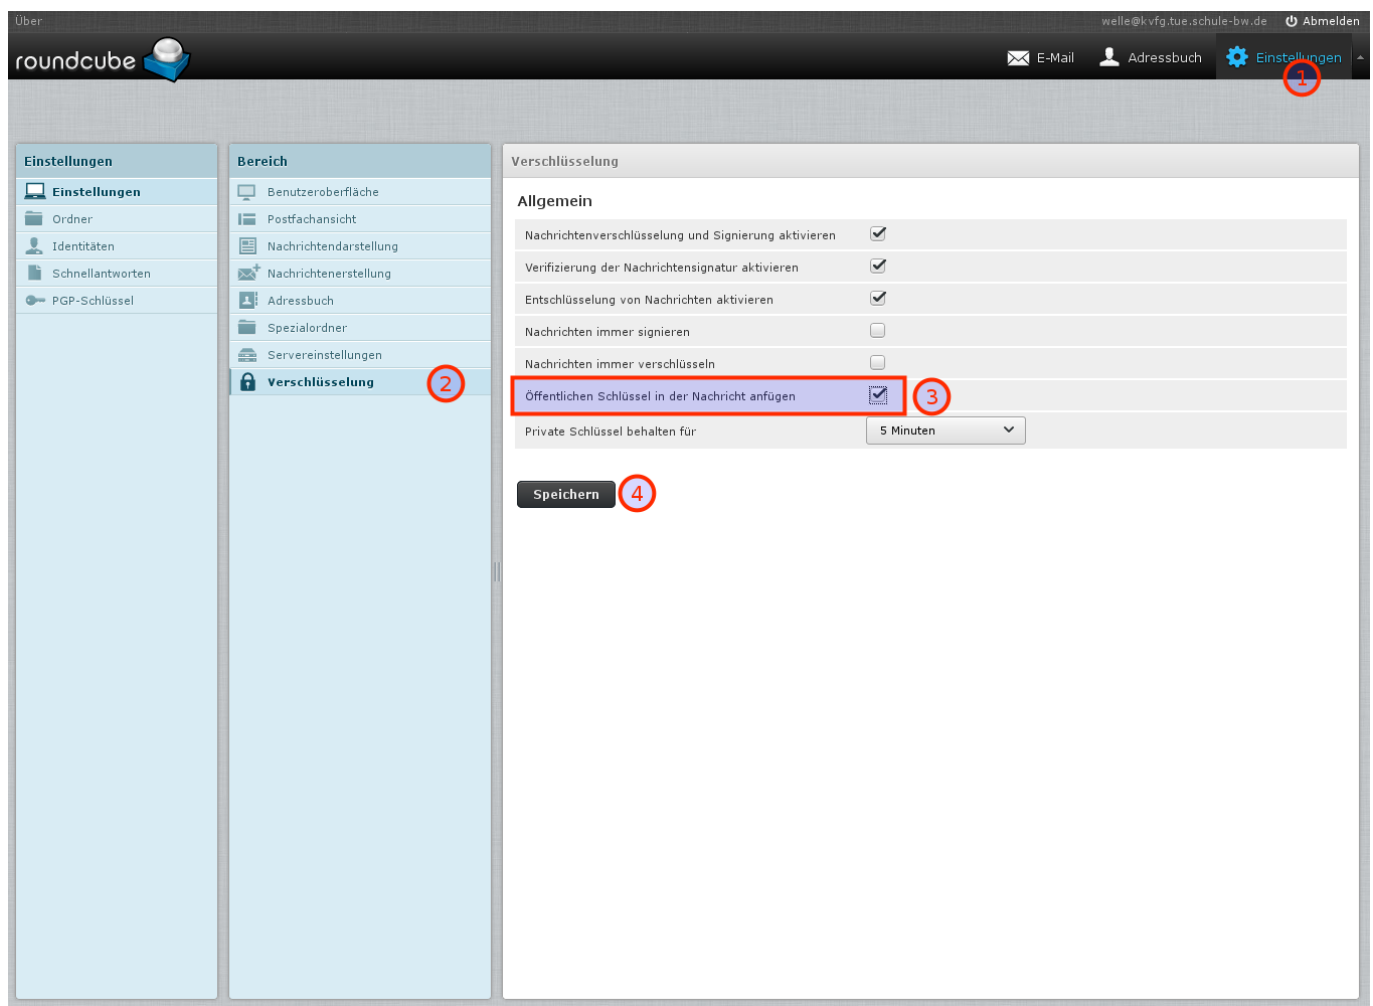 Über
welle@kvfg.tue.schule-bw.de Abmelden
roundcube
E-Mail Adressbuch Einstellungen
1
Einstellungen
Einstellungen
Ordner
Identitäten
Schnellantworten
PGP-Schlüssel
Bereich
Benutzeroberfläche
Postfachansicht
Nachrichtendarstellung
Nachrichtenerstellung
Adressbuch
Spezialordner
Servereinstellungen
Verschlüsselung 2
Verschlüsselung
Allgemein
Nachrichtenverschlüsselung und Signierung aktivieren
Verifizierung der Nachrichtensignatur aktivieren
Entschlüsselung von Nachrichten aktivieren
Nachrichten immer signieren
Nachrichten immer verschlüsseln
Öffentlichen Schlüssel in der Nachricht anfügen 3
Private Schlüssel behalten für 5 Minuten
Speichern 4